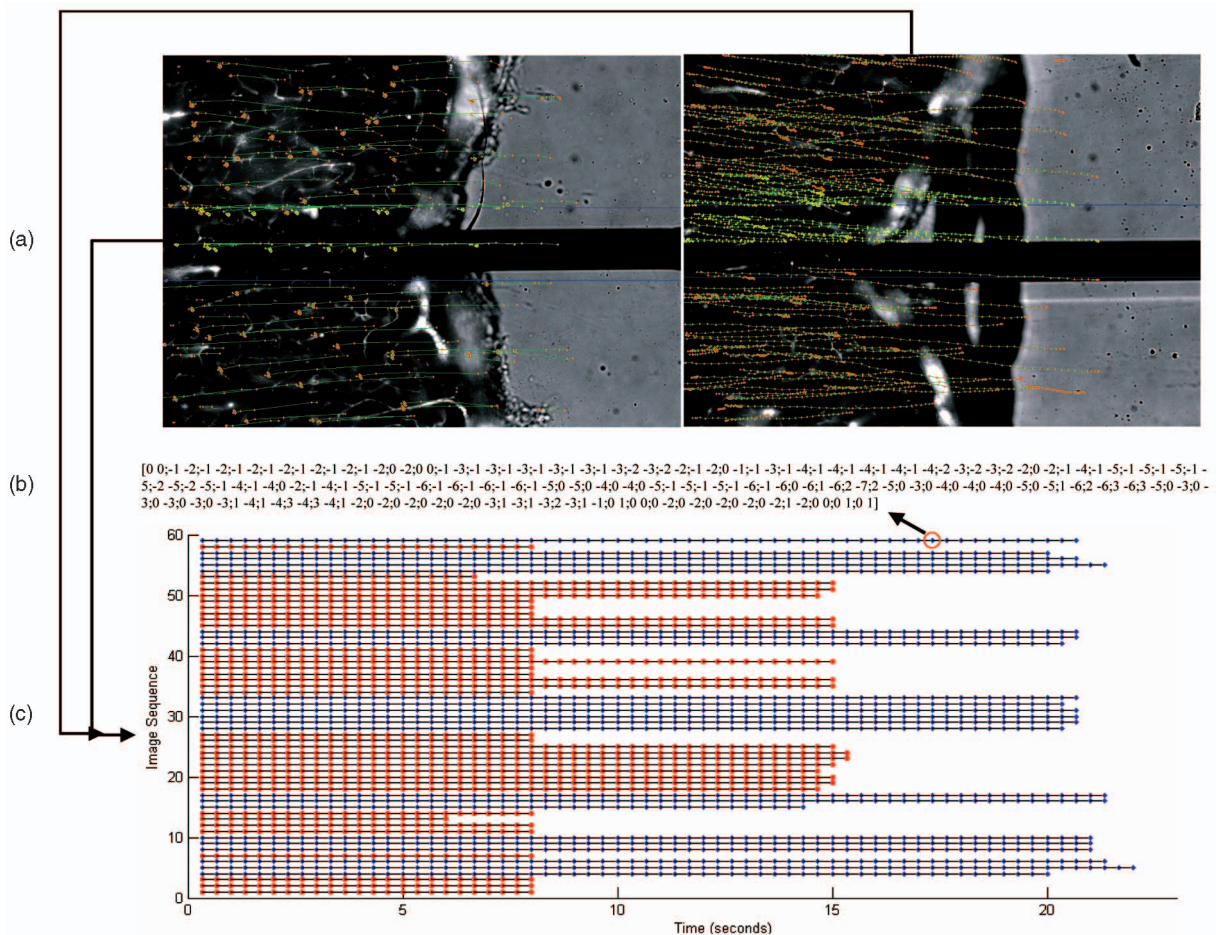 (a)
(b)
[0 0;-1 -2;-1 -2;-1 -2;-1 -2;-1 -2;-1 -2;-1 -2;-1 -2;0 -2;0 0;-1 -3;-1 -3;-1 -3;-1 -3;-1 -3;-1 -3;2 -3;-2 -2;-1 -2;0 -1;-1 -3;-1 -4;-1 -4;-1 -4;-1 -4;-1 -4;2 -3;2 -3;2 -2;0 -2;1 -4;-1 -5;-1 -5;-1 -5;-1 -
5;-2 -5;-2 -5;-1 -4;-1 -4;0 -2;1 -4;1 -5;-1 -5;-1 -6;1 -6;1 -6;-1 -5;0 -5;0 -4;0 -4;0 -5;-1 -5;-1 -6;0 -6;1 -6;2 -7;2 -5;0 -3;0 -4;0 -4;0 -4;0 -5;0 -5;1 -6;2 -6;3 -6;3 -5;0 -3;0 -
3;0 -3;0 -3;0 -3;1 -4;1 -4;3 -4;3 -4;1 -2;0 -2;0 -2;0 -2;0 -2;0 -3;1 -3;1 -3;2 -3;1 -1;0 1;0 0;0 -2;0 -2;0 -2;0 -2;0 -2;1 -2;0 0;0 1;0 1]
(c)
Image Sequence
60
50
40
30
20
10
0
0 5 10 15 20
Time (seconds)